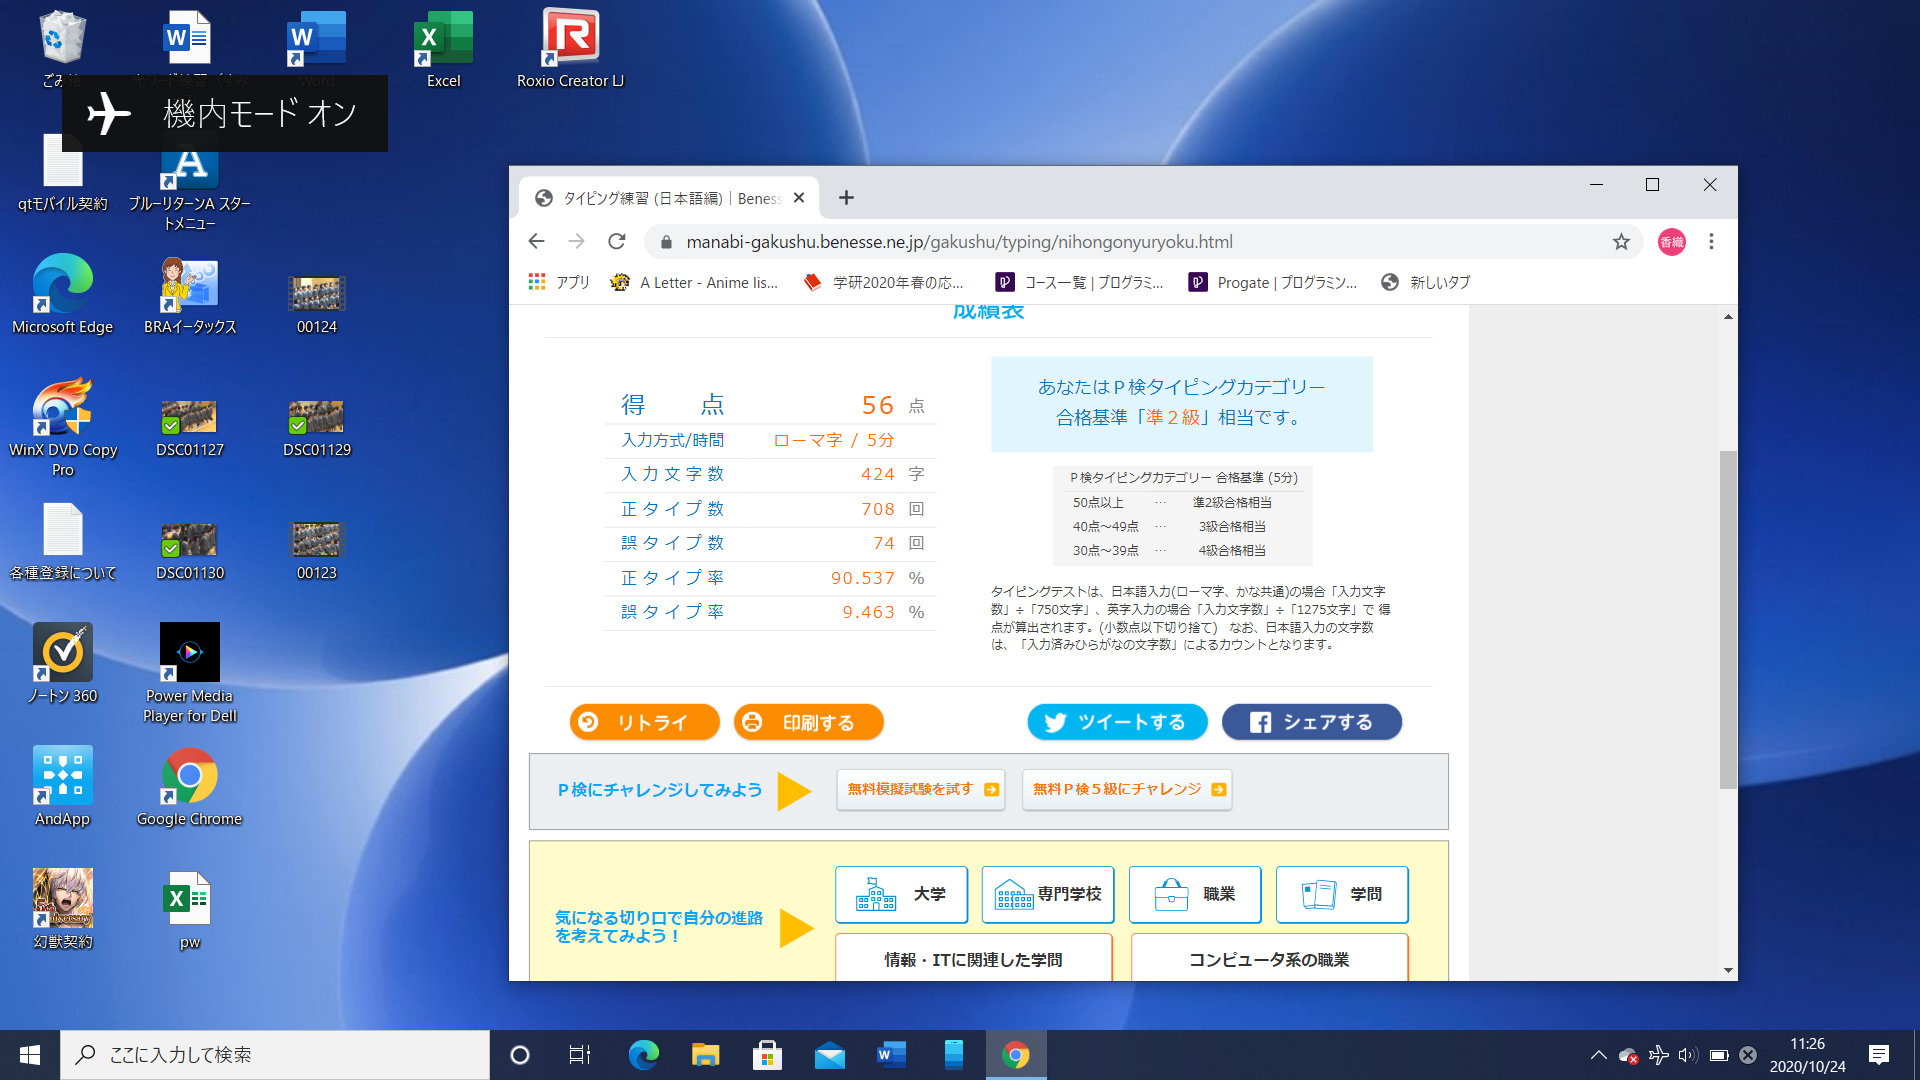 Word
Excel
Roxio Creator LJ
機内モード オン
qtモバイル契約
ブルーリターンA スタートメニュー
Microsoft Edge
BRAイータックス
00124
WinX DVD Copy Pro
DSC01127
DSC01129
各種登録について
DSC01130
00123
ノートン 360
Power Media Player for Dell
AndApp
Google Chrome
幻獣契約
pw
タイピング練習 (日本語編)｜Beness
manabi-gakushu.benesse.ne.jp/gakushu/typing/nihongonyuryoku.html
香織
アプリ
A Letter - Anime lis...
学研2020年春の応...
コース一覧 | プログラミ...
Progate | プログラミン...
新しいタブ
成績表
得 点 56 点
入力方式/時間 ローマ字 / 5分
入力文字数 424 字
正タイプ数 708 回
誤タイプ数 74 回
正タイプ率 90.537 %
誤タイプ率 9.463 %
あなたはＰ検タイピングカテゴリー
合格基準「準２級」相当です。
Ｐ検タイピングカテゴリー 合格基準 (5分)
50点以上 … 準2級合格相当
40点～49点 … 3級合格相当
30点～39点 … 4級合格相当
タイピングテストは、日本語入力(ローマ字、かな共通)の場合「入力文字
数」÷「750文字」、英字入力の場合「入力文字数」÷「1275文字」で 得
点が算出されます。(小数点以下切り捨て)　なお、日本語入力の文字数
は、「入力済みひらがなの文字数」によるカウントとなります。
リトライ
印刷する
ツイートする
シェアする
Ｐ検にチャレンジしてみよう
無料模擬試験を試す
無料Ｐ検５級にチャレンジ
気になる切り口で自分の進路
を考えてみよう！
大学
専門学校
職業
学問
情報・ITに関連した学問
コンピュータ系の職業
ここに入力して検索
11:26
2020/10/24